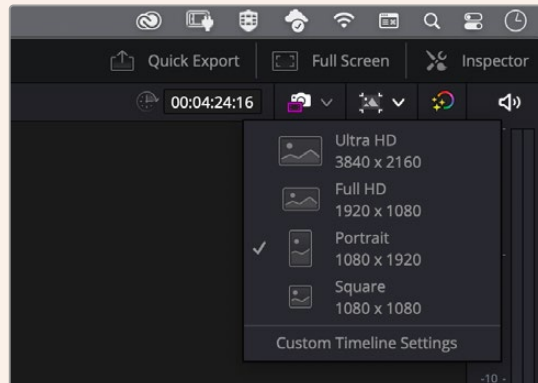 Quick Export
Full Screen
Inspector
00:04:24:16
Ultra HD
3840 x 2160
Full HD
1920 x 1080
Portrait
1080 x 1920
Square
1080 x 1080
Custom Timeline Settings
-10